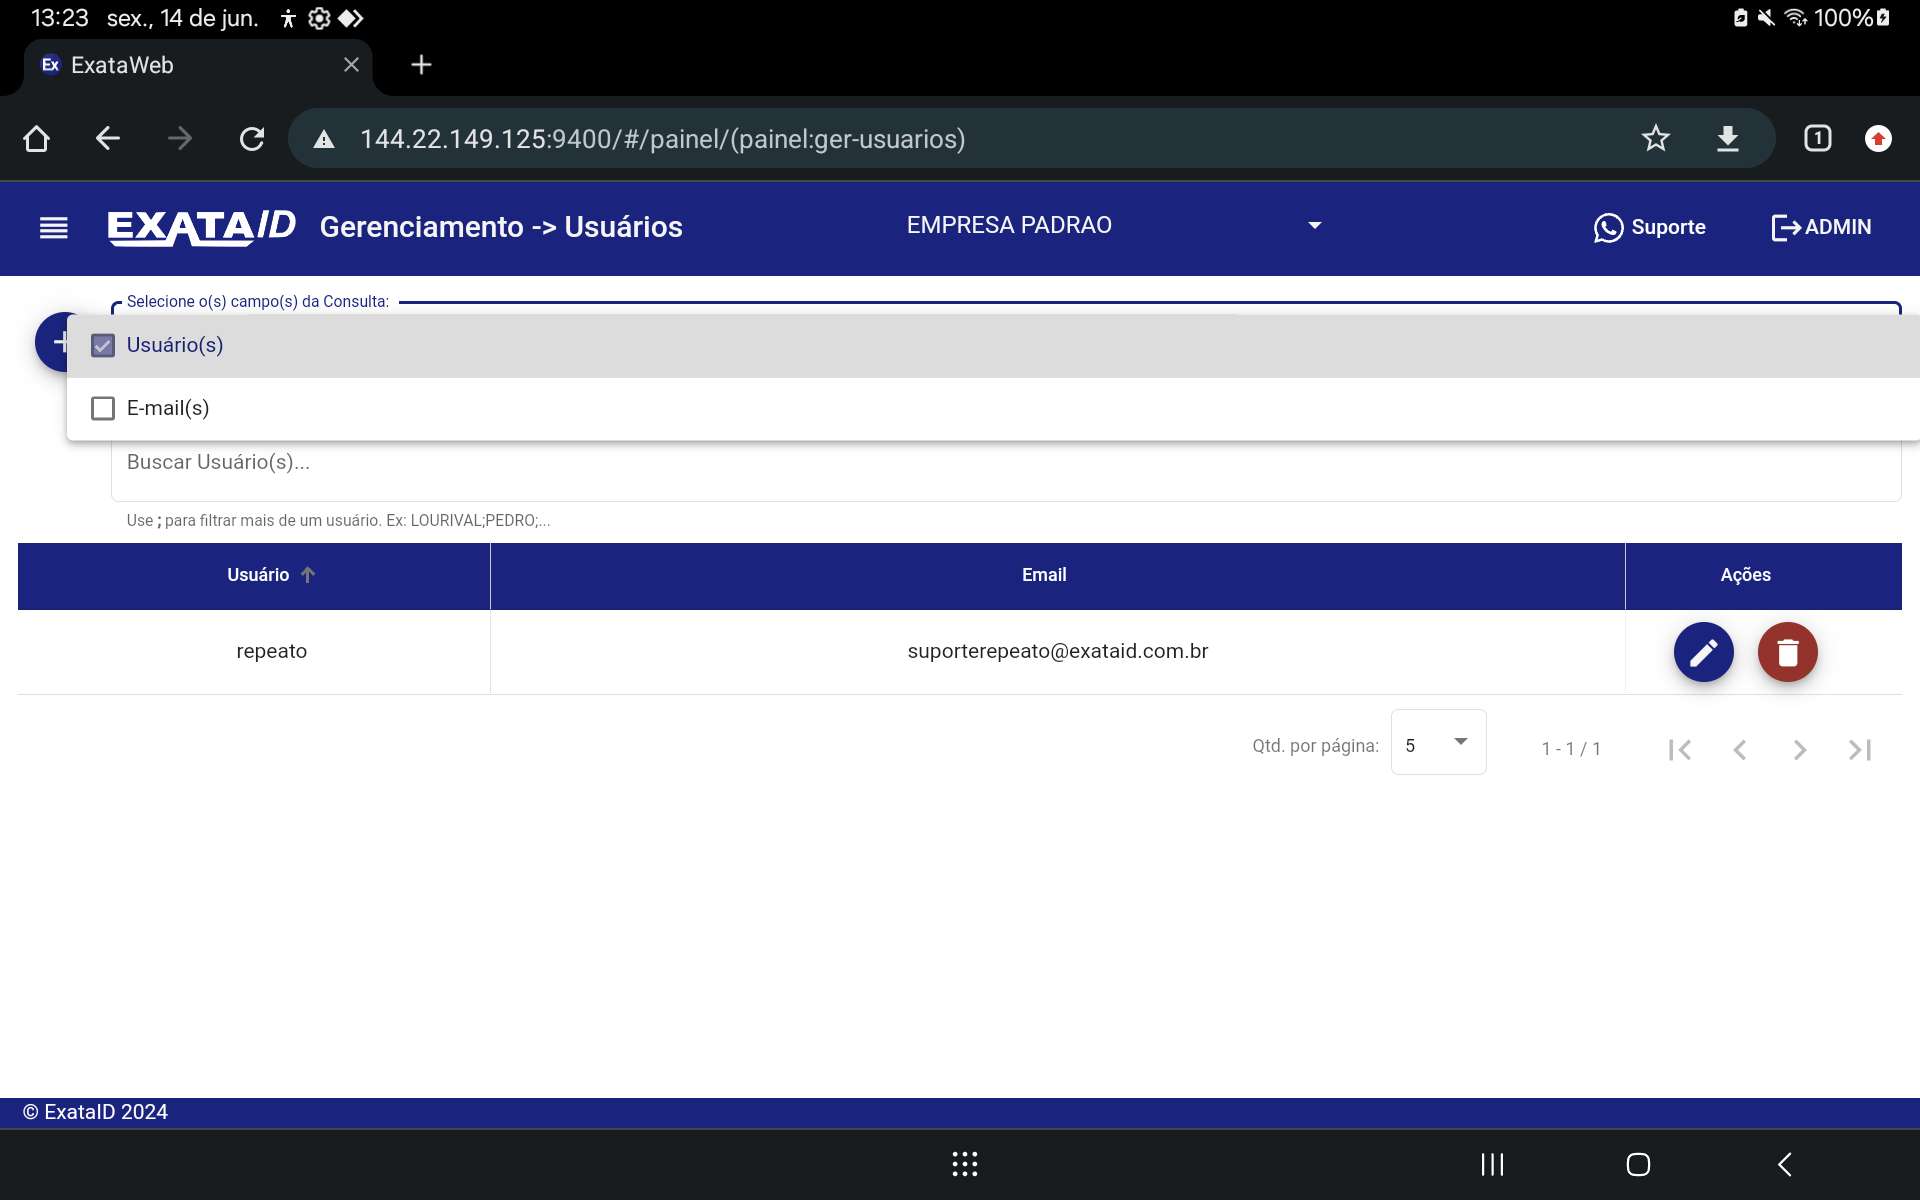 13:23 sex., 14 de jun. 100%
Ex ExataWeb
144.22.149.125:9400/#/painel/(painel:ger-usuarios) 1
EXATAID Gerenciamento -> Usuários EMPRESA PADRAO Suporte ADMIN
Selecione o(s) campo(s) da Consulta:
Usuário(s)
E-mail(s)
Buscar Usuário(s)...
Use ; para filtrar mais de um usuário. Ex: LOURIVAL;PEDRO;...
Usuário Email Ações
repeato suporterepeato@exataid.com.br
Qtd. por página: 5 1 - 1 / 1
© ExataID 2024